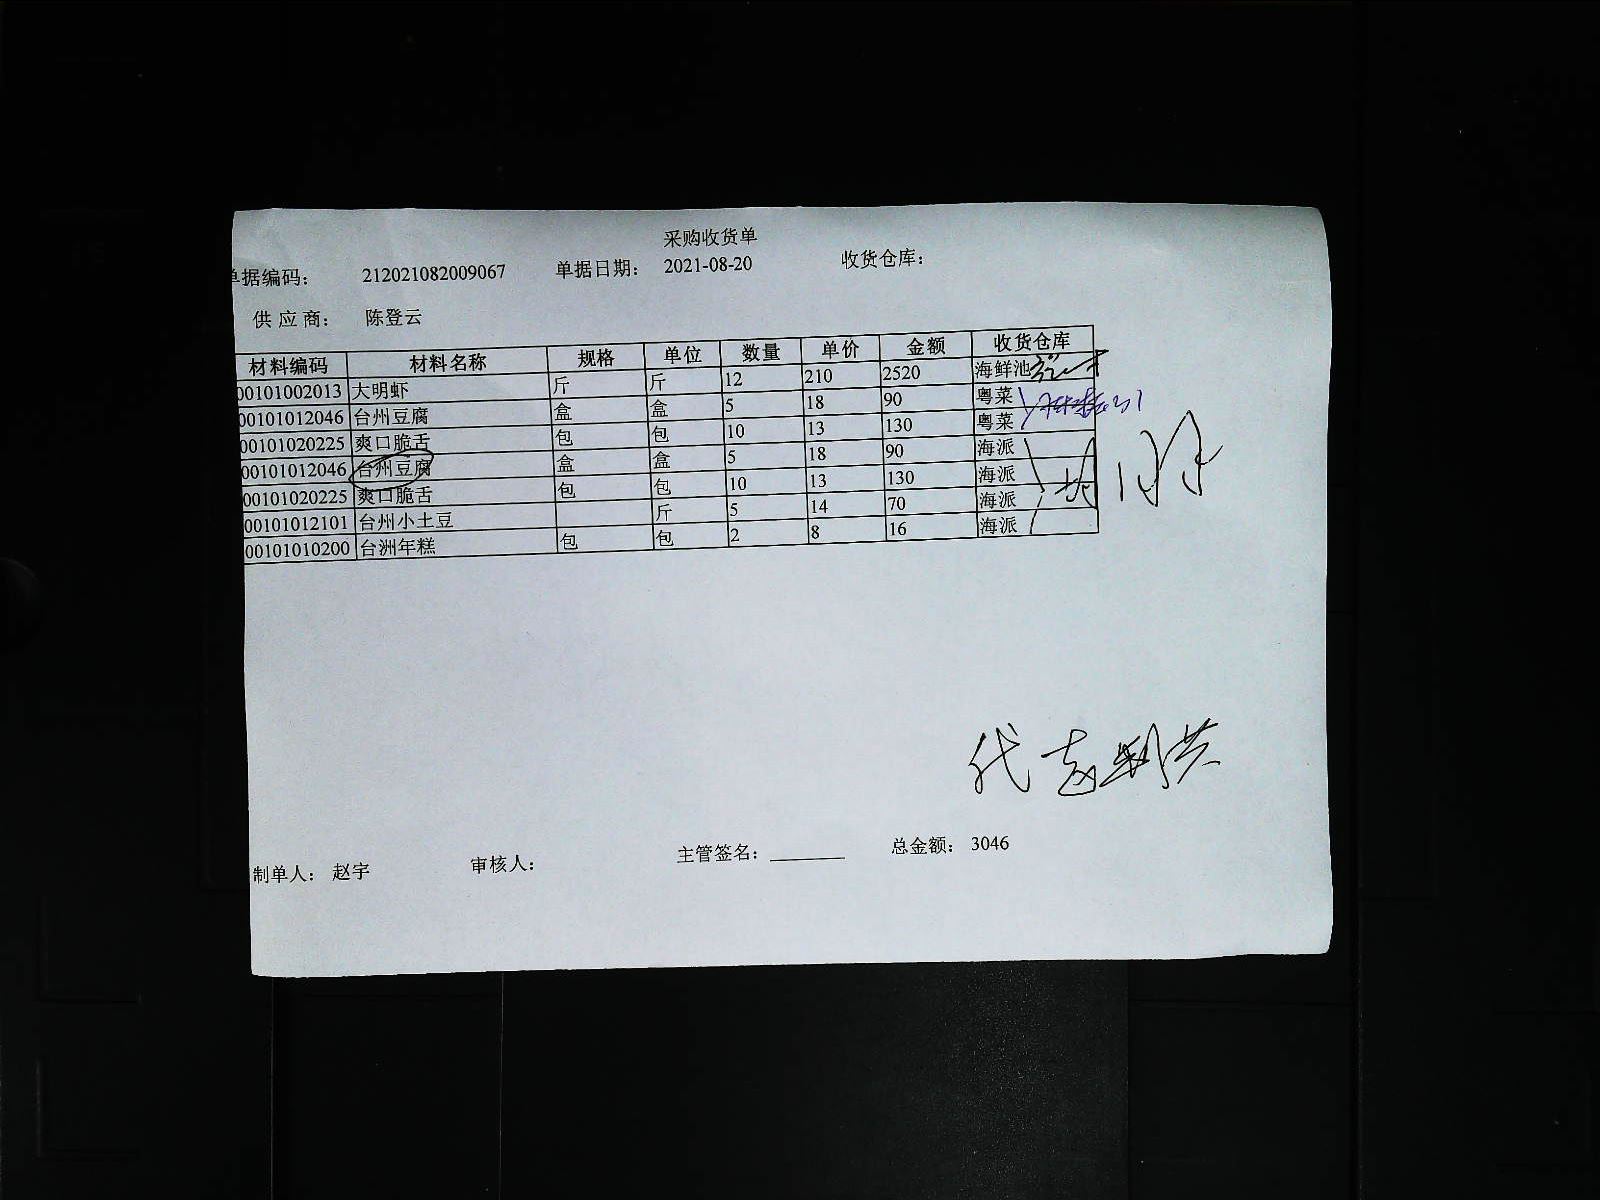 采购收货单
单据编码： 212021082009067 单据日期： 2021-08-20 收货仓库：
供 应 商： 陈登云
材料编码 材料名称 规格 单位 数量 单价 金额 收货仓库
00101002013 大明虾 斤 斤 12 210 2520 海鲜池
00101012046 台州豆腐 盒 盒 5 18 90 粤菜
00101020225 爽口脆舌 包 包 10 13 130 粤菜
00101012046 台州豆腐 盒 盒 5 18 90 海派
00101020225 爽口脆舌 包 包 10 13 130 海派
00101012101 台州小土豆 斤 5 14 70 海派
00101010200 台洲年糕 包 包 2 8 16 海派
代
制单人： 赵宇 审核人： 主管签名： 总金额： 3046